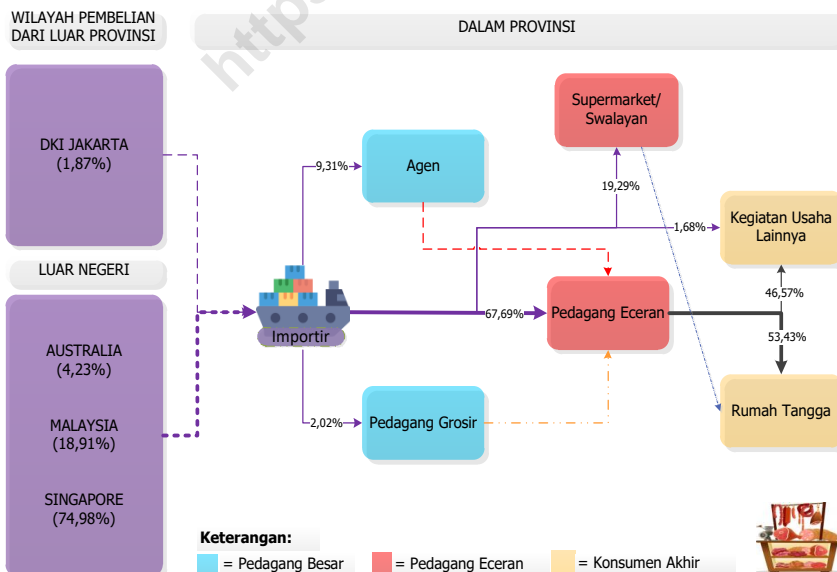 WILAYAH PEMBELIAN
DARI LUAR PROVINSI
DALAM PROVINSI
DKI JAKARTA
(1,87%)
LUAR NEGERI
AUSTRALIA
(4,23%)
MALAYSIA
(18,91%)
SINGAPORE
(74,98%)
Importir
9,31%
Agen
67,69%
2,02%
Pedagang Grosir
Supermarket/
Swalayan
19,29%
1,68%
Kegiatan Usaha
Lainnya
Pedagang Eceran
46,57%
53,43%
Rumah Tangga
Keterangan:
= Pedagang Besar
= Pedagang Eceran
= Konsumen Akhir
https